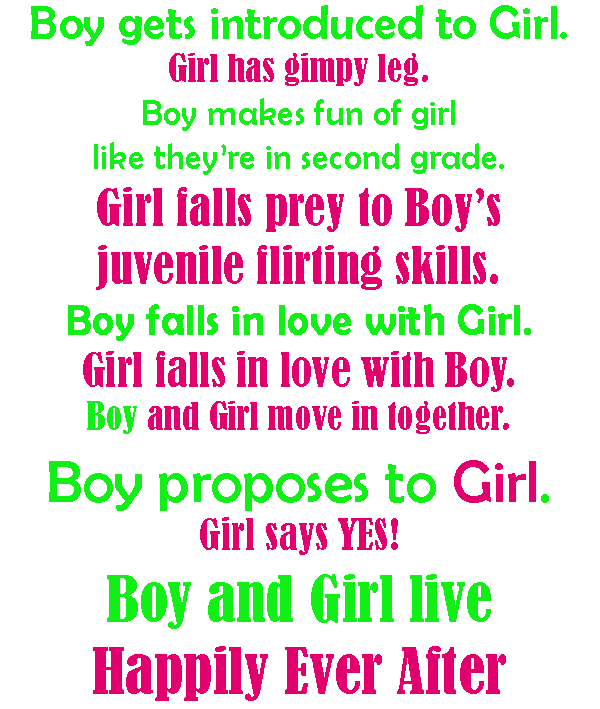 Boy gets introduced to Girl.
Girl has gimpy leg.
Boy makes fun of girl
like they’re in second grade.
Girl falls prey to Boy’s
juvenile flirting skills.
Boy falls in love with Girl.
Girl falls in love with Boy.
Boy and Girl move in together.
Boy proposes to Girl.
Girl says YES!
Boy and Girl live
Happily Ever After